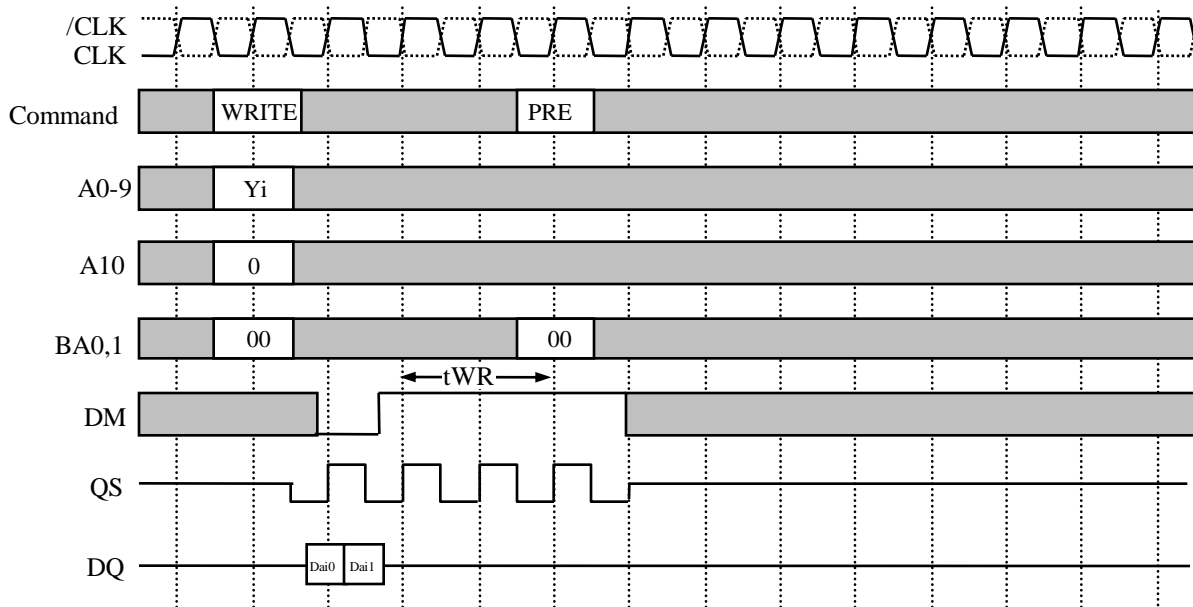 /CLK
CLK
Command WRITE PRE
A0-9 Yi
A10 0
BA0,1 00 00
tWR
DM
QS
DQ Dai0 Dai1